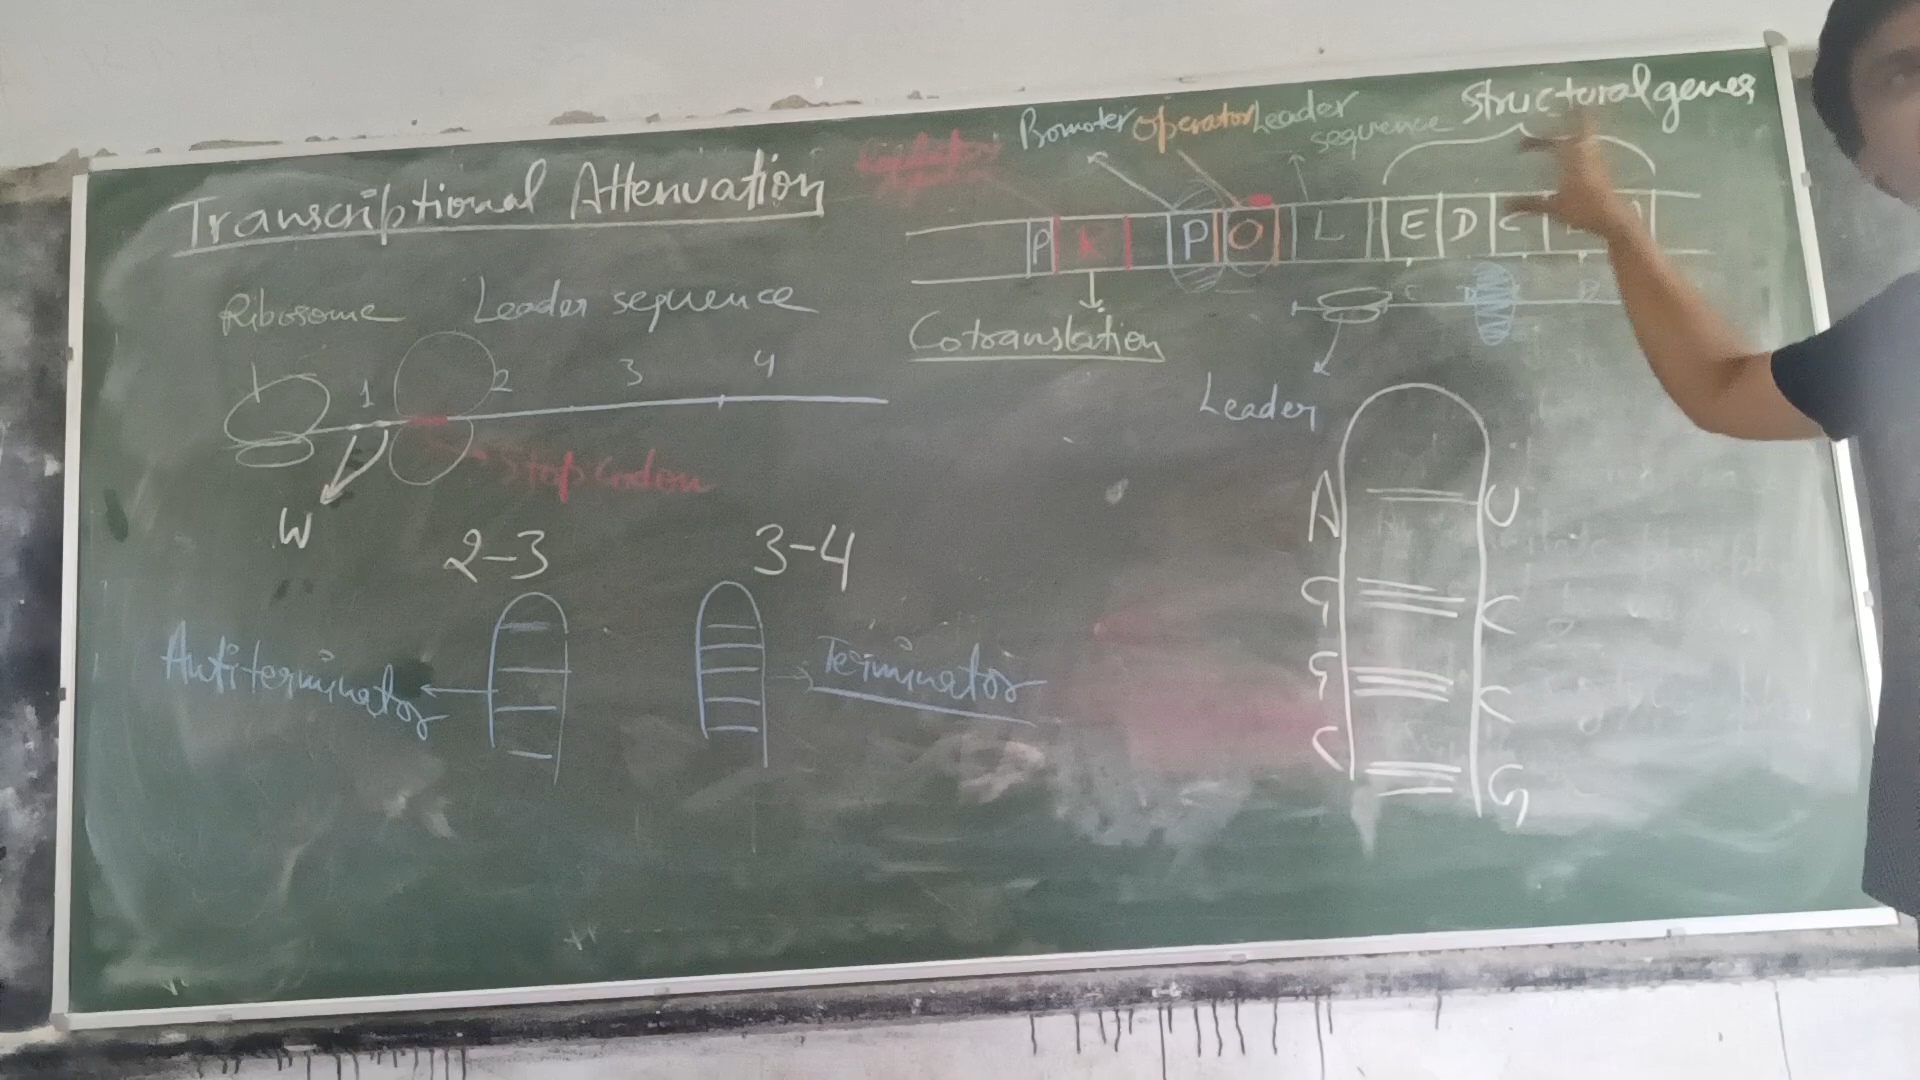 Transcriptional Attenuation
Promoter Operator Leader sequence Structural genes
P R P O L E D C
Cotranslation
Ribosome Leader sequence
1 2 3 4
Stop codon
W
2-3 3-4
Antiterminator
Terminator
Leader
A U
G C
G C
C G